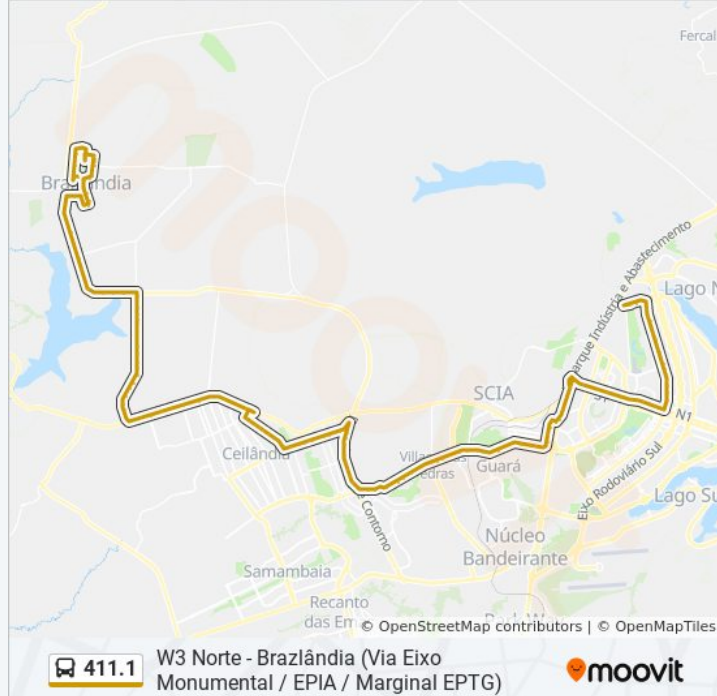 Fercal
Brazlândia
Parque Indústria e Abastecimento
Lago N
SCIA
N1
Ceilândia
Guará
Eixo Rodoviário Sul
Contorno
Lago Su
Núcleo
Bandeirante
Samambaia
Recanto
das Em
© OpenStreetMap contributors | © OpenMapTiles
411.1
W3 Norte - Brazlândia (Via Eixo
Monumental / EPIA / Marginal EPTG)
moovit